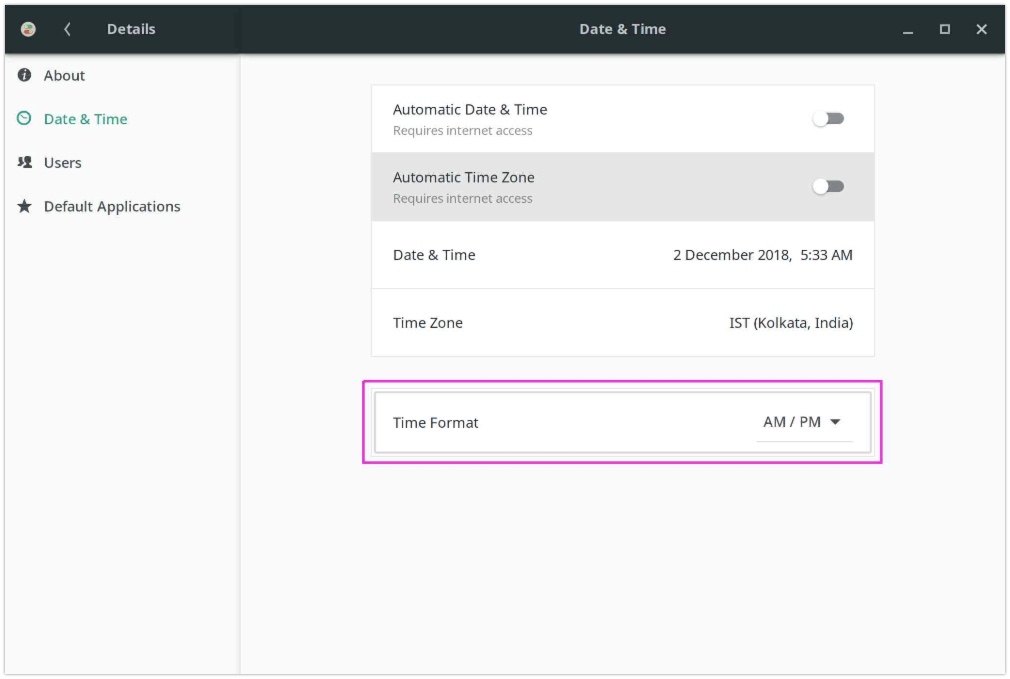 Details
Date & Time
About
Date & Time
Users
Default Applications
Automatic Date & Time
Requires internet access
Automatic Time Zone
Requires internet access
Date & Time 2 December 2018, 5:33 AM
Time Zone IST (Kolkata, India)
Time Format AM / PM